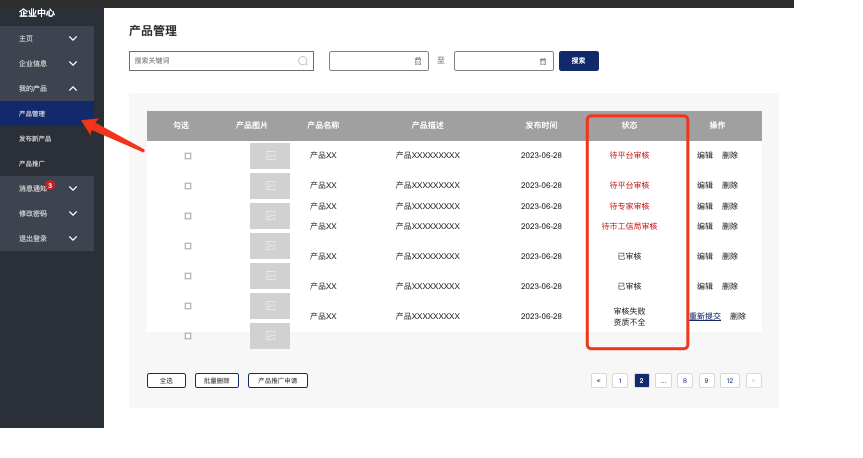 企业中心
主页
企业信息
我的产品
产品管理
发布新产品
产品推广
消息通知 3
修改密码
退出登录
产品管理
搜索关键词 至 搜索
勾选 产品图片 产品名称 产品描述 发布时间 状态 操作
产品XX 产品XXXXXXXXX 2023-06-28 待平台审核 编辑 删除
产品XX 产品XXXXXXXXX 2023-06-28 待平台审核 编辑 删除
产品XX 产品XXXXXXXXX 2023-06-28 待专家审核 编辑 删除
产品XX 产品XXXXXXXXX 2023-06-28 待市工信局审核 编辑 删除
产品XX 产品XXXXXXXXX 2023-06-28 已审核 编辑 删除
产品XX 产品XXXXXXXXX 2023-06-28 已审核 编辑 删除
产品XX 产品XXXXXXXXX 2023-06-28 审核失败 重新提交 删除
资质不全
全选 批量删除 产品推广申请 « 1 2 ... 8 9 12 »